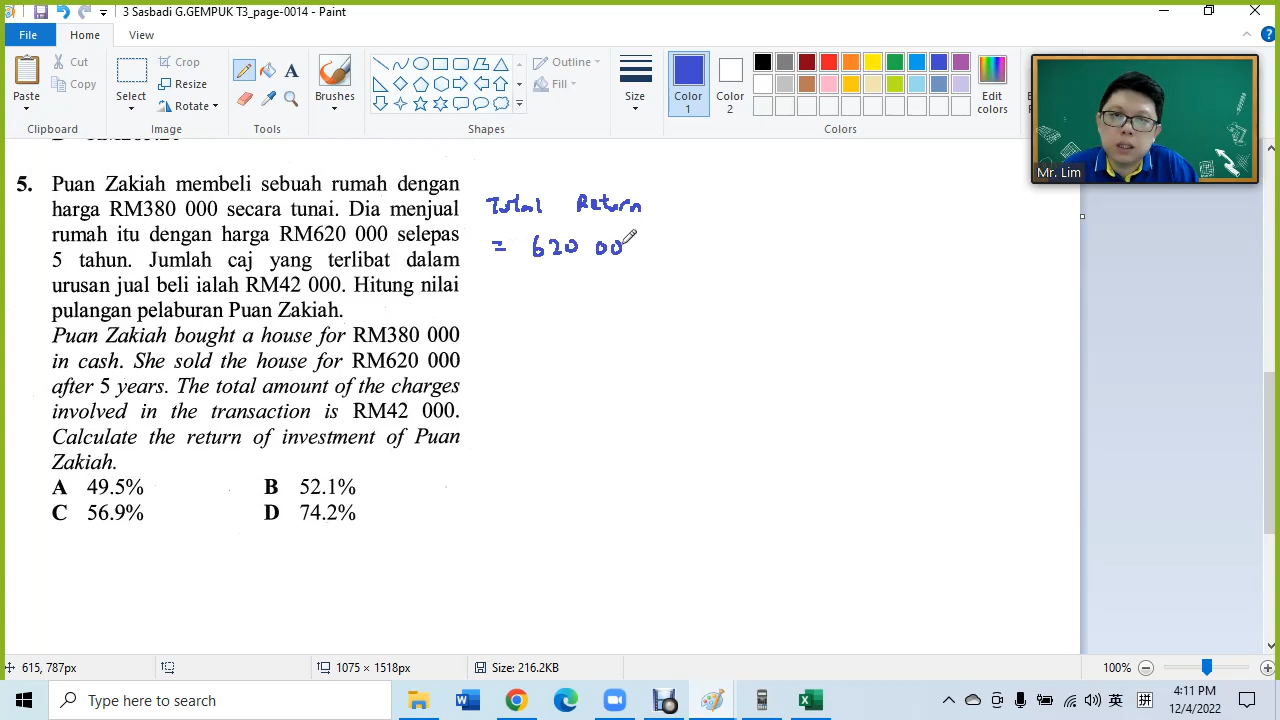 3 Sasbadi G.GEMPUK T3_page-0014 - Paint
File Home View
Cut
Copy
Paste
Clipboard
Select
Crop
Resize
Rotate
Image
A
Tools
Brushes
Outline
Fill
Shapes
Size
Color 1
Color 2
Edit colors
Colors
Mr. Lim
5. Puan Zakiah membeli sebuah rumah dengan
harga RM380 000 secara tunai. Dia menjual
rumah itu dengan harga RM620 000 selepas
5 tahun. Jumlah caj yang terlibat dalam
urusan jual beli ialah RM42 000. Hitung nilai
pulangan pelaburan Puan Zakiah.
Puan Zakiah bought a house for RM380 000
in cash. She sold the house for RM620 000
after 5 years. The total amount of the charges
involved in the transaction is RM42 000.
Calculate the return of investment of Puan
Zakiah.
A 49.5% B 52.1%
C 56.9% D 74.2%
Total Return
= 620 00
615, 787px
1075 × 1518px
Size: 216.2KB
100%
Type here to search
英 拼
4:11 PM
12/4/2022